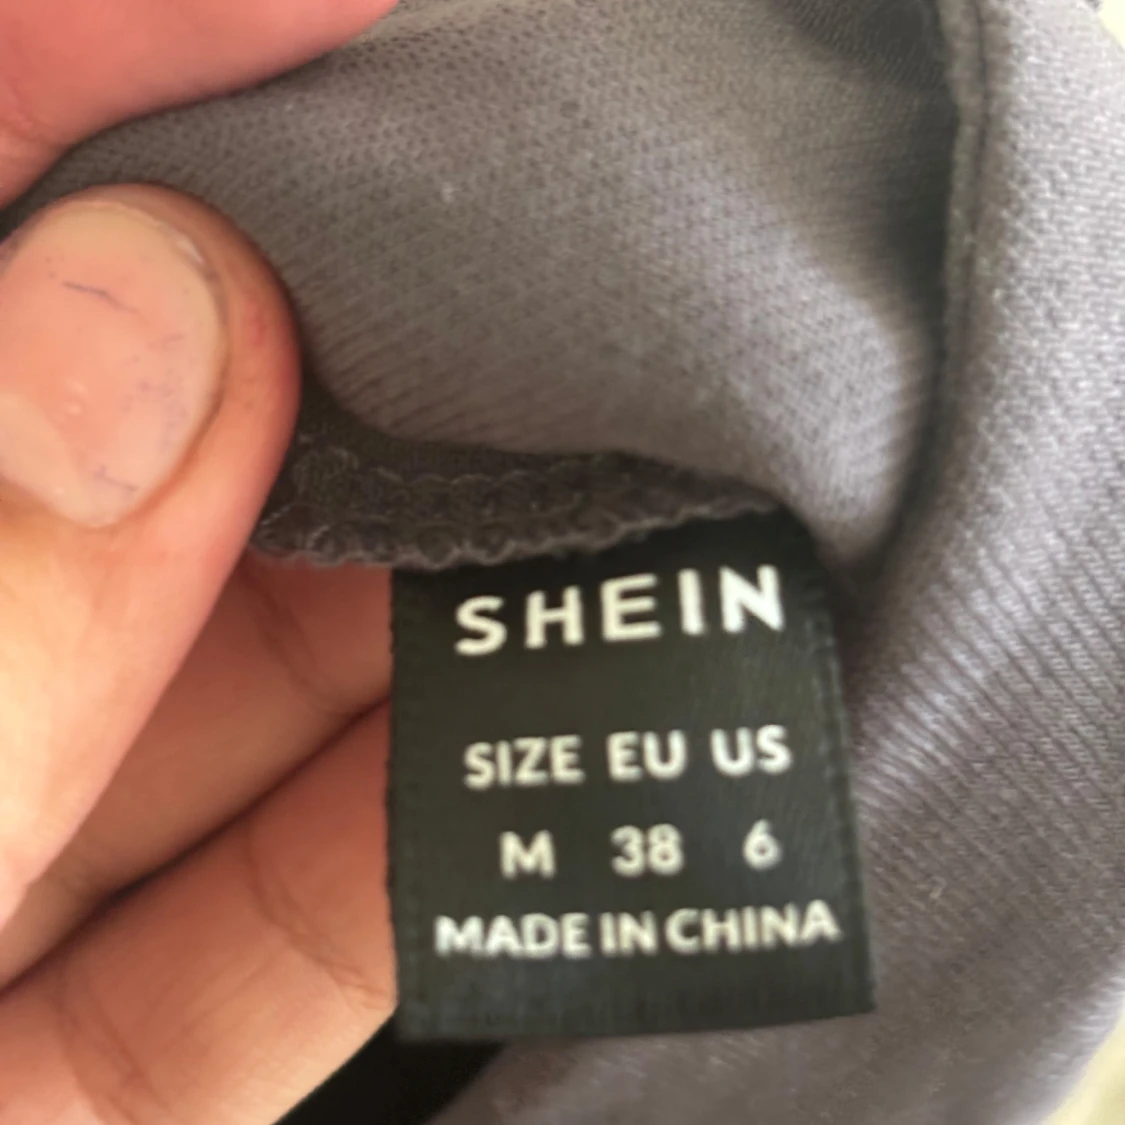 SHEIN
SIZE EU US
M 38 6
MADE IN CHINA